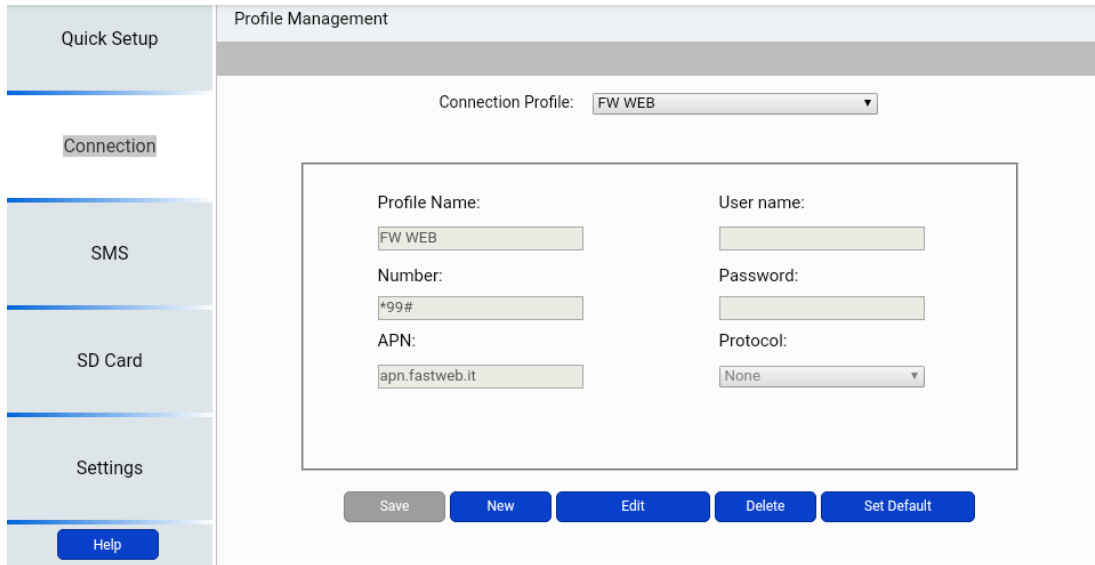 Quick Setup
Connection
SMS
SD Card
Settings
Help
Profile Management
Connection Profile: FW WEB
Profile Name: User name:
FW WEB
Number: Password:
*99#
APN: Protocol:
apn.fastweb.it None
Save New Edit Delete Set Default